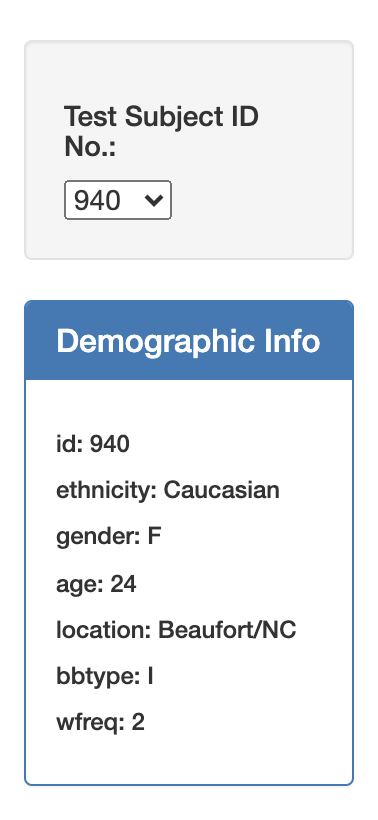 Test Subject ID
No.:
940
Demographic Info
id: 940
ethnicity: Caucasian
gender: F
age: 24
location: Beaufort/NC
bbtype: I
wfreq: 2